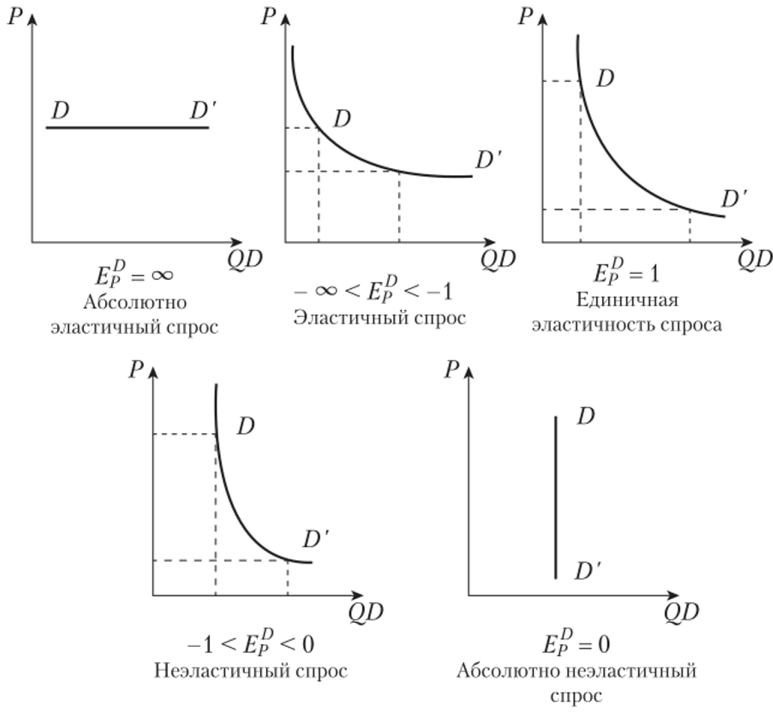 P
D D'
QD
E_P^D = ∞
Абсолютно
эластичный спрос
P
D
D'
QD
– ∞ < E_P^D < –1
Эластичный спрос
P
D
D'
QD
E_P^D = 1
Единичная
эластичность спроса
P
D
D'
QD
–1 < E_P^D < 0
Неэластичный спрос
P
D
D'
QD
E_P^D = 0
Абсолютно неэластичный
спрос